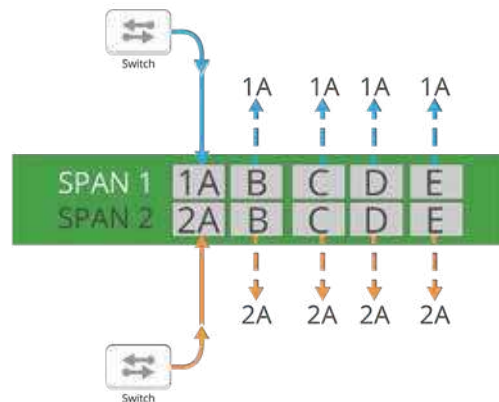 Switch
1A 1A 1A 1A
SPAN 1 1A B C D E
SPAN 2 2A B C D E
2A 2A 2A 2A
Switch